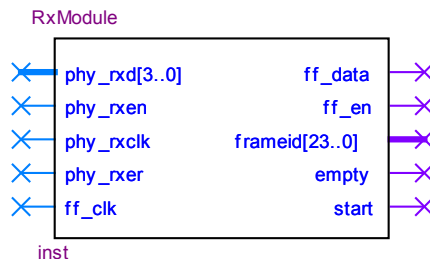 RxModule
phy_rxd[3..0] ff_data
phy_rxen ff_en
phy_rxclk frameid[23..0]
phy_rxer empty
ff_clk start
inst